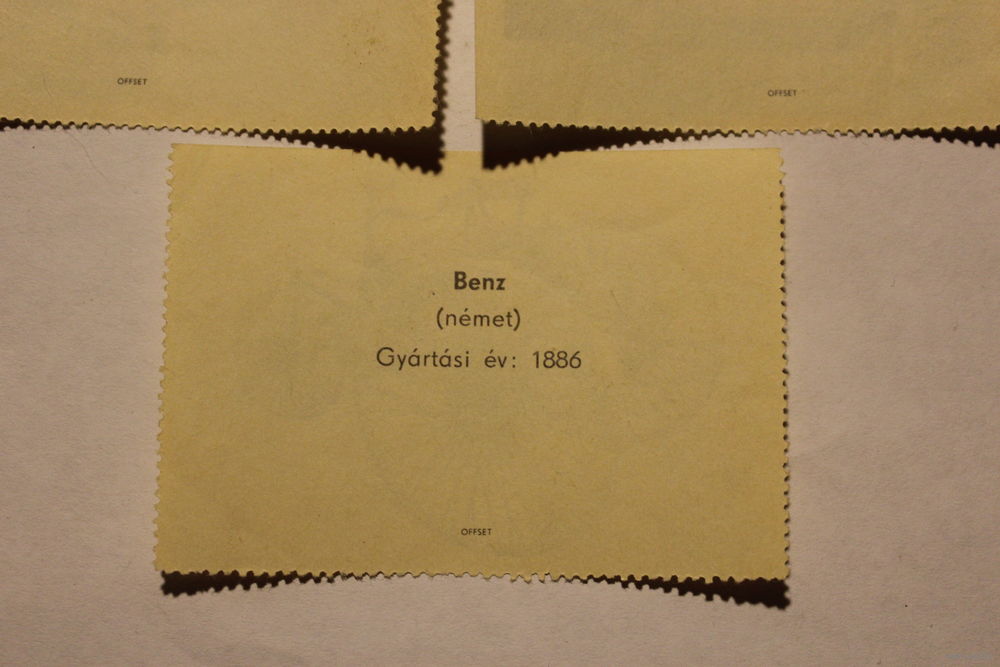 OFFSET
OFFSET
Benz
(német)
Gyártási év: 1886
OFFSET